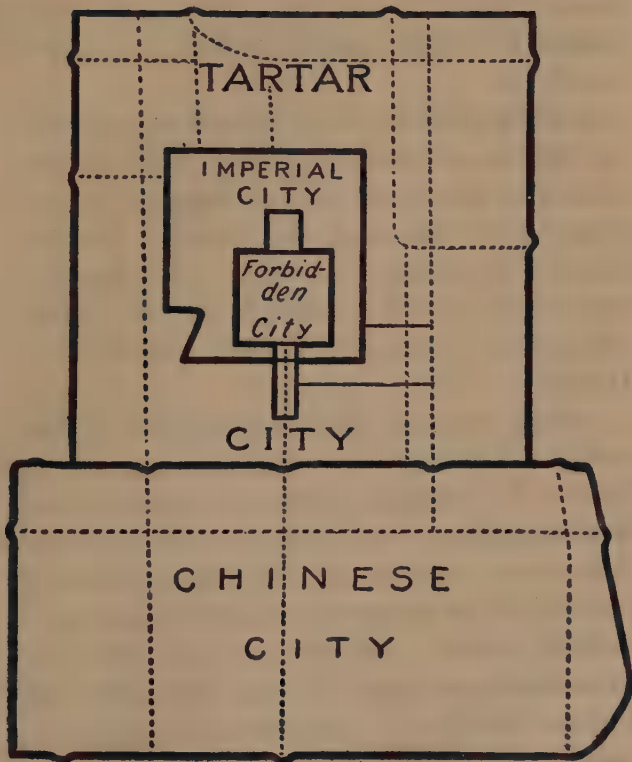 TARTAR
IMPERIAL
CITY
Forbid-
den
City
CITY
CHINESE
CITY